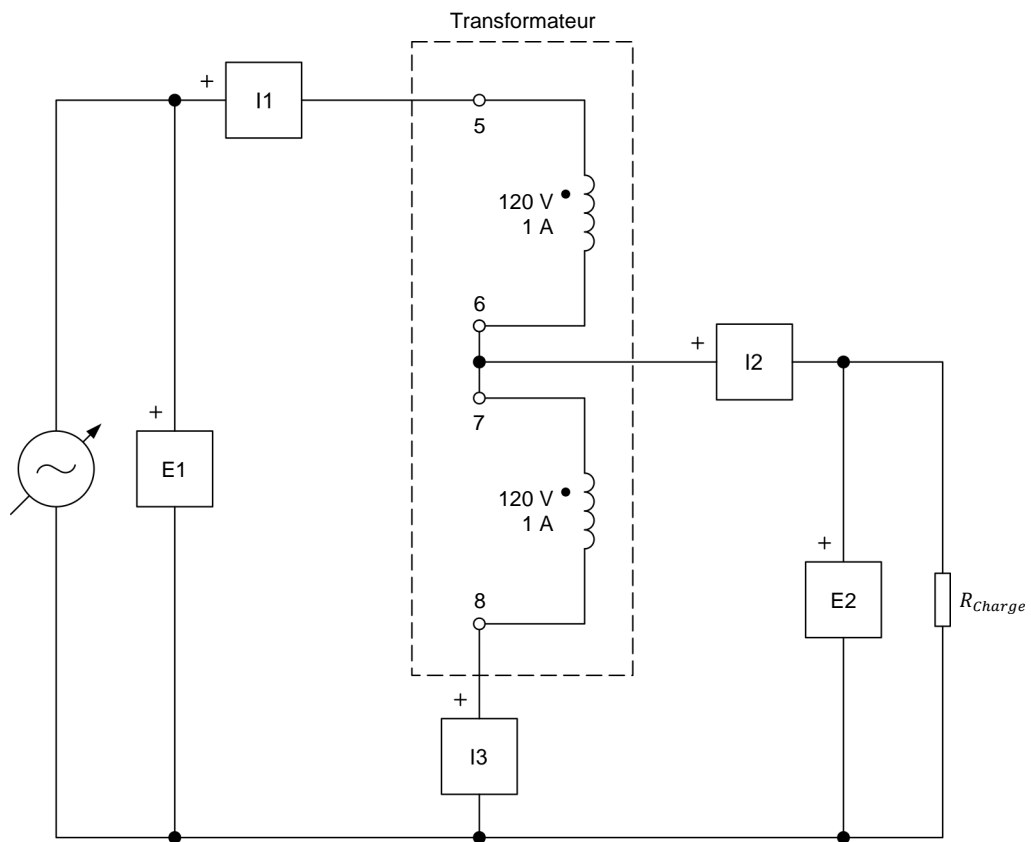 Transformateur
+
I1
5
120 V
1 A
6
+
I2
7
+
E1
120 V
1 A
+
E2
R_Charge
8
+
I3